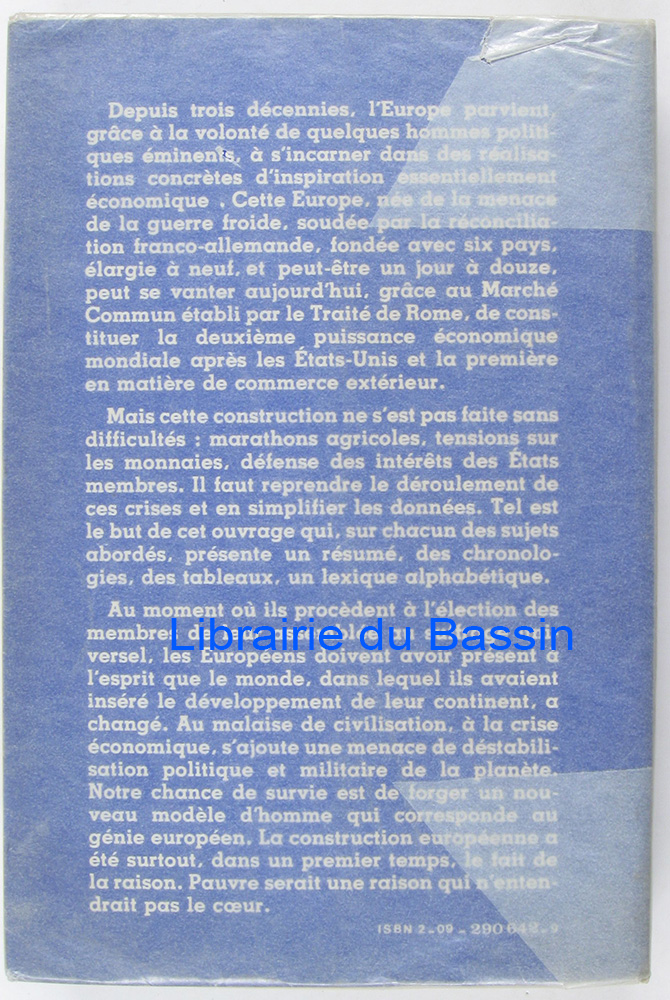 Depuis trois décennies, l'Europe parvient,
grâce à la volonté de quelques hommes politi-
ques éminents, à s'incarner dans des réalisa-
tions concrètes d'inspiration essentiellement
économique. Cette Europe, née de la menace
de la guerre froide, soudée par la réconcilia-
tion franco-allemande, fondée avec six pays,
élargie à neuf, et peut-être un jour à douze,
peut se vanter aujourd'hui, grâce au Marché
Commun établi par le Traité de Rome, de cons-
tituer la deuxième puissance économique
mondiale après les États-Unis et la première
en matière de commerce extérieur.
Mais cette construction ne s'est pas faite sans
difficultés : marathons agricoles, tensions sur
les monnaies, défense des intérêts des États
membres. Il faut reprendre le déroulement de
ces crises et en simplifier les données. Tel est
le but de cet ouvrage qui, sur chacun des sujets
abordés, présente un résumé, des chronolo-
gies, des tableaux, un lexique alphabétique.
Au moment où ils procèdent à l'élection des
membres de leur assemblée au suffrage uni-
Librairie du Bassin
versel, les Européens doivent avoir présent à
l'esprit que le monde, dans lequel ils avaient
inséré le développement de leur continent, a
changé. Au malaise de civilisation, à la crise
économique, s'ajoute une menace de déstabili-
sation politique et militaire de la planète.
Notre chance de survie est de forger un nou-
veau modèle d'homme qui corresponde au
génie européen. La construction européenne a
été surtout, dans un premier temps, le fait de
la raison. Pauvre serait une raison qui n'enten-
drait pas le cœur.
ISBN 2-09-290642-9